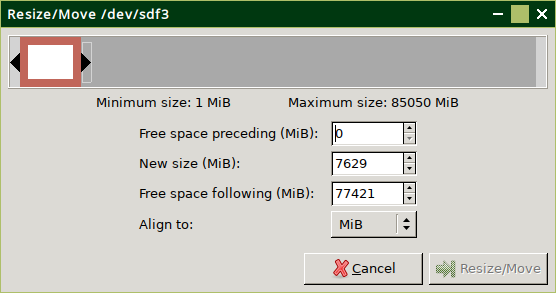 Resize/Move /dev/sdf3
Minimum size: 1 MiB Maximum size: 85050 MiB
Free space preceding (MiB): 0
New size (MiB): 7629
Free space following (MiB): 77421
Align to: MiB
Cancel Resize/Move